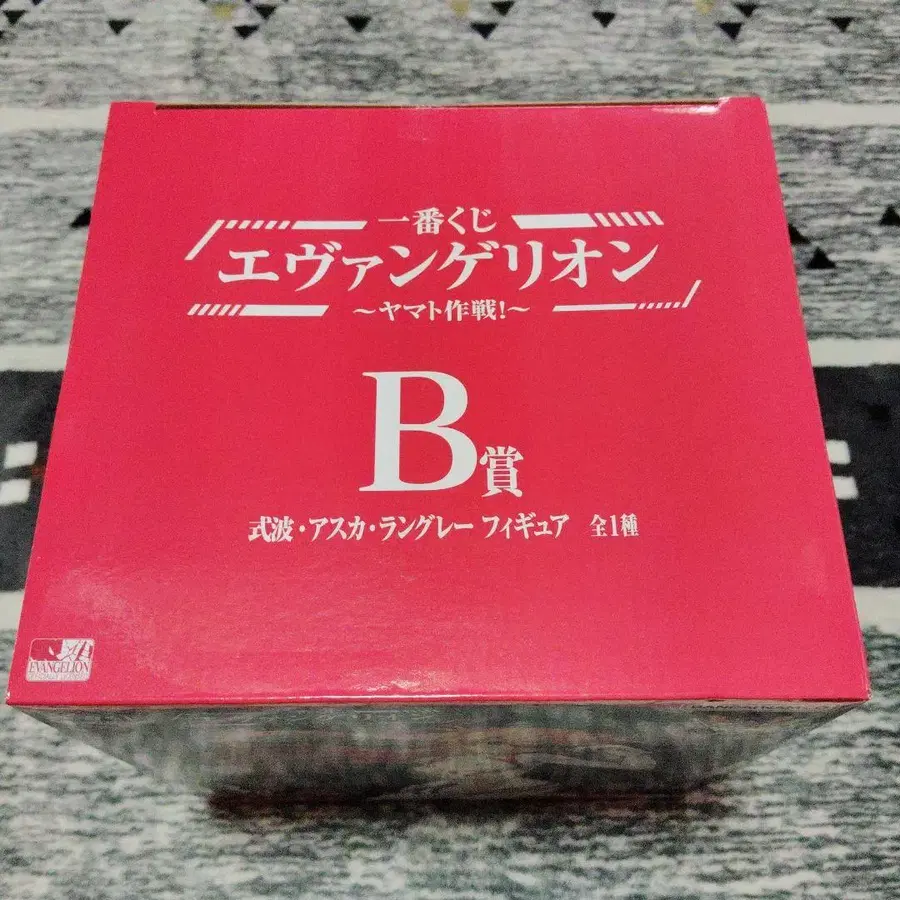 一番くじ
エヴァンゲリオン
～ヤマト作戦!～
B賞
式波・アスカ・ラングレー フィギュア 全1種
EVANGELION